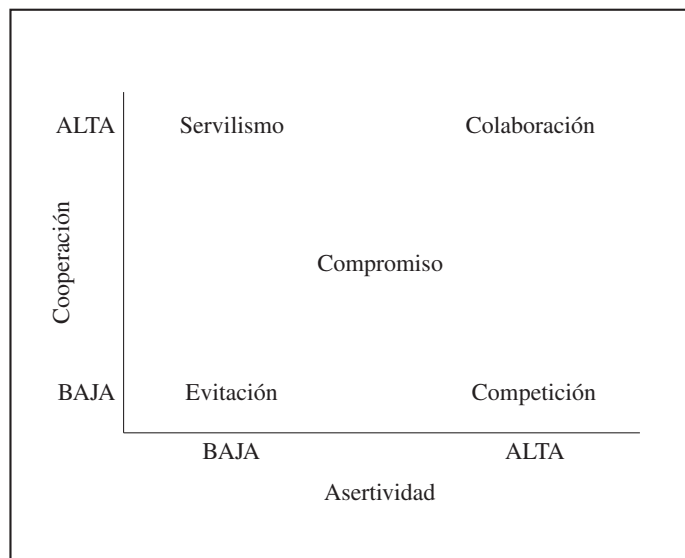 ALTA Servilismo Colaboración
Cooperación
Compromiso
BAJA Evitación Competición
BAJA ALTA
Asertividad